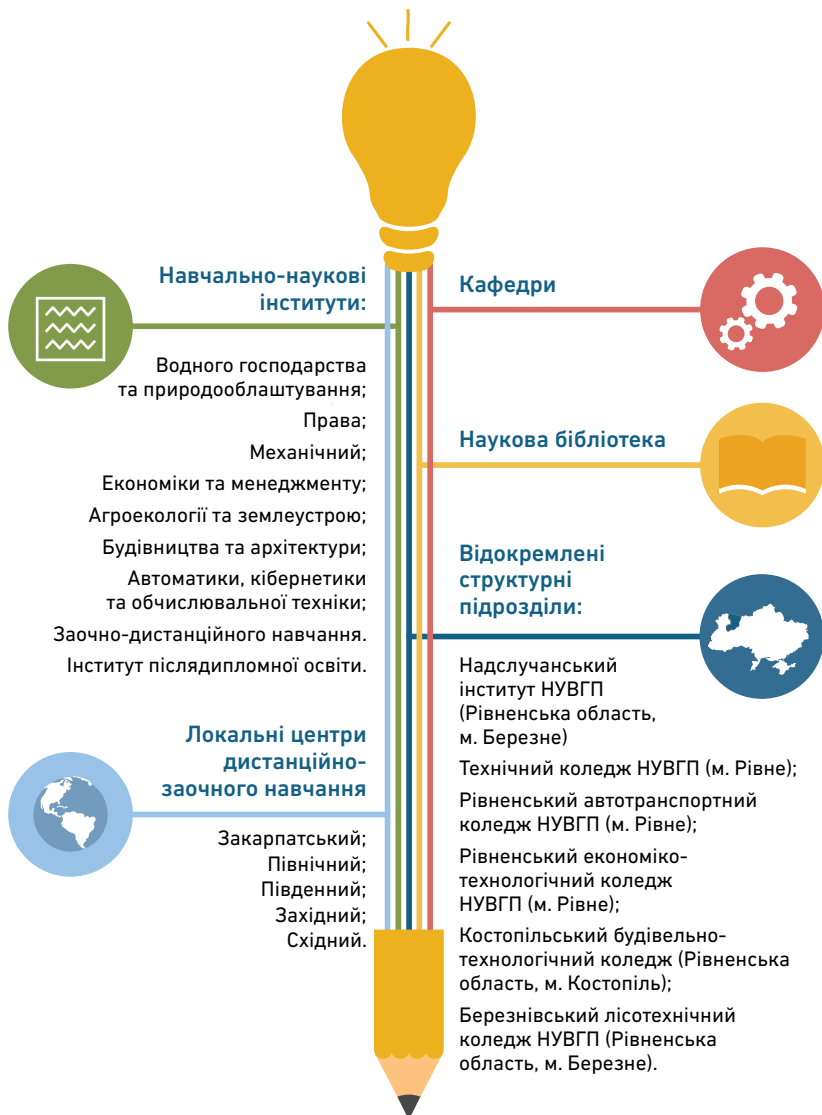 Навчально-наукові
інститути:
Водного господарства
та природооблаштування;
Права;
Механічний;
Економіки та менеджменту;
Агроекології та землеустрою;
Будівництва та архітектури;
Автоматики, кібернетики
та обчислювальної техніки;
Заочно-дистанційного навчання.
Інститут післядипломної освіти.
Локальні центри
дистанційно-
заочного навчання
Закарпатський;
Північний;
Південний;
Західний;
Східний.
Кафедри
Наукова бібліотека
Відокремлені
структурні
підрозділи:
Надслучанський
інститут НУВГП
(Рівненська область,
м. Березне)
Технічний коледж НУВГП (м. Рівне);
Рівненський автотранспортний
коледж НУВГП (м. Рівне);
Рівненський економіко-
технологічний коледж
НУВГП (м. Рівне);
Костопільський будівельно-
технологічний коледж (Рівненська
область, м. Костопіль);
Березнівський лісотехнічний
коледж НУВГП (Рівненська
область, м. Березне).